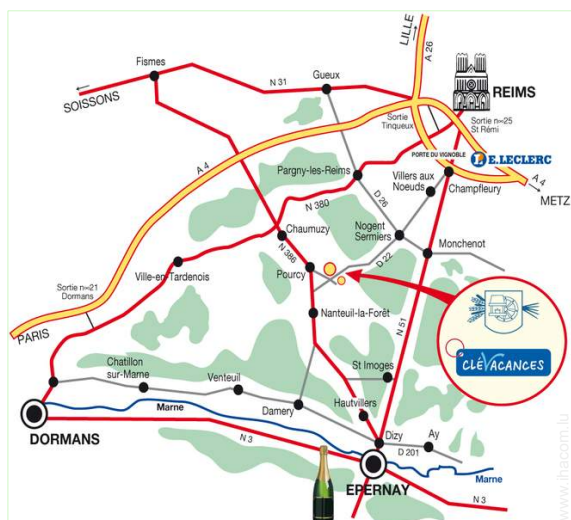 LILLE
A 26
Fismes
N 31
Gueux
SOISSONS
REIMS
Sortie
Tinqueux
Sortie n=25
St Rémi
PORTE DU VIGNOBLE
E.LECLERC
A 4
Pargny-les-Reims
Villers aux
Noeuds
Champfleury
A 4
METZ
D 26
N 380
Chaumuzy
Nogent
Sermiers
Monchenot
N 386
D 22
Ville-en-Tardenois
Pourcy
Sortie n=21
Dormans
Nanteuil-la-Forêt
N 51
PARIS
CLÉVACANCES
Chatillon
sur-Marne
Venteuil
St Imoges
Marne
Damery
Hautvillers
DORMANS
Dizy
Ay
N 3
D 201
EPERNAY
Marne
N 3
www.ihacom.lu